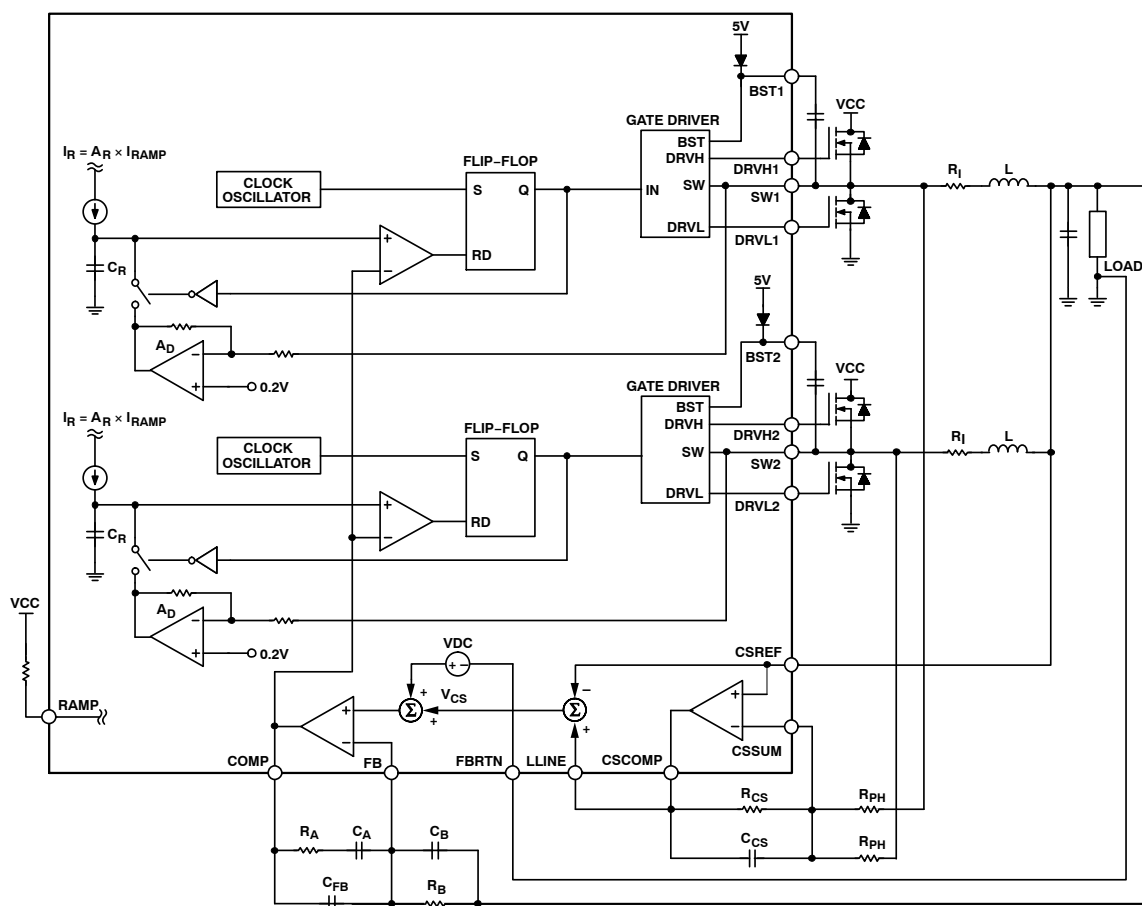 5V
BST1
VCC
GATE DRIVER
BST
DRVH
DRVH1
I_R = A_R × I_RAMP
FLIP–FLOP
CLOCK
OSCILLATOR
S
Q
IN
SW
SW1
R_I
L
DRVL
DRVL1
+
–
RD
C_R
LOAD
5V
A_D
–
+
0.2V
BST2
VCC
GATE DRIVER
BST
DRVH
DRVH2
I_R = A_R × I_RAMP
FLIP–FLOP
CLOCK
OSCILLATOR
S
Q
SW
SW2
R_I
L
DRVL
DRVL2
+
–
RD
C_R
VCC
A_D
–
+
0.2V
VDC
+ –
CSREF
RAMP
+
Σ
+
V_CS
–
Σ
+
+
–
+
–
CSSUM
COMP
FB
FBRTN
LLINE
CSCOMP
R_CS
R_PH
R_A
C_A
C_B
C_CS
R_PH
C_FB
R_B